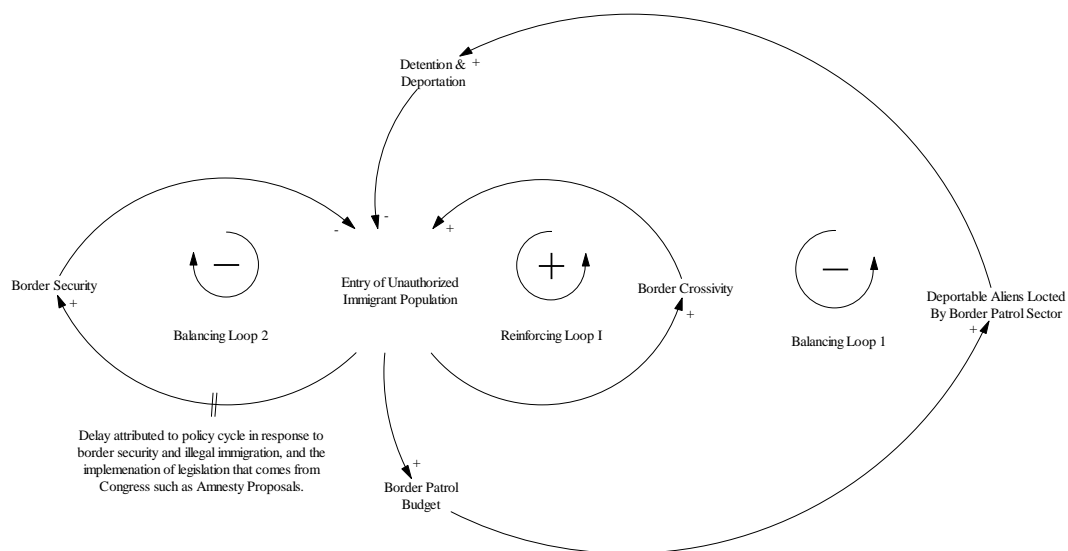 Detention &
Deportation
+
-
-
+
Border Security
+
Entry of Unauthorized
Immigrant Population
Border Crossivity
+
Deportable Aliens Locted
By Border Patrol Sector
+
Balancing Loop 2
Reinforcing Loop I
Balancing Loop 1
Delay attributed to policy cycle in response to
border security and illegal immigration, and the
implemenation of legislation that comes from
Congress such as Amnesty Proposals.
+
Border Patrol
Budget